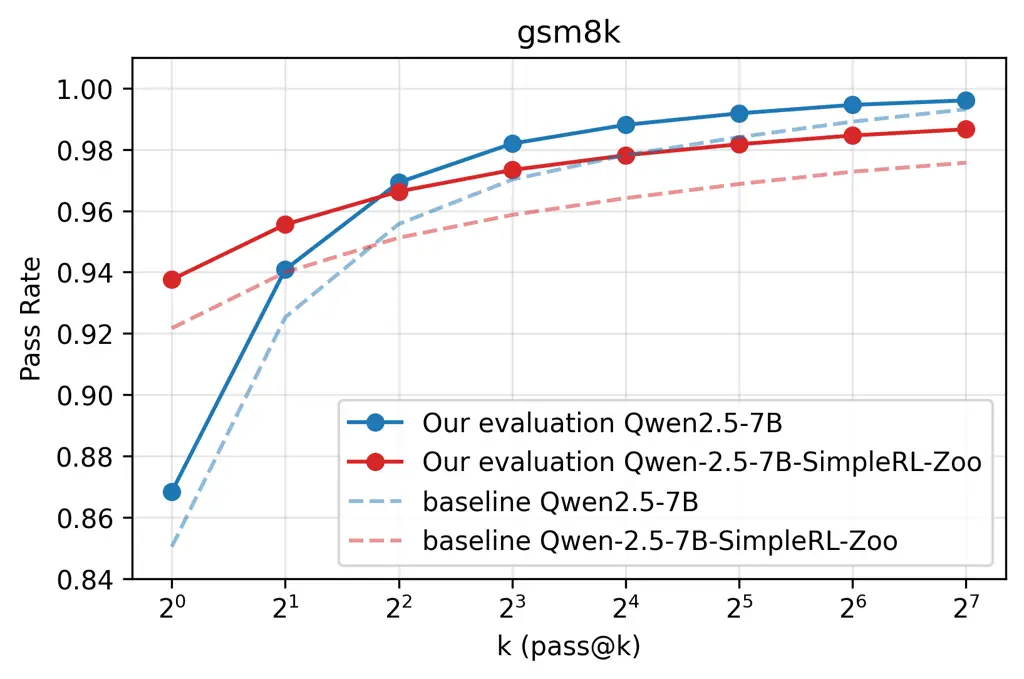 gsm8k
Pass Rate
1.00
0.98
0.96
0.94
0.92
0.90
0.88
0.86
0.84
Our evaluation Qwen2.5-7B
Our evaluation Qwen-2.5-7B-SimpleRL-Zoo
baseline Qwen2.5-7B
baseline Qwen-2.5-7B-SimpleRL-Zoo
2⁰ 2¹ 2² 2³ 2⁴ 2⁵ 2⁶ 2⁷
k (pass@k)